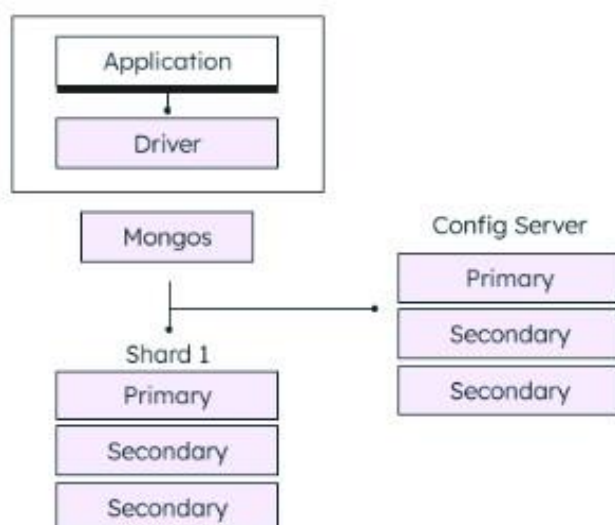 Application
Driver
Mongos
Config Server
Primary
Secondary
Secondary
Shard 1
Primary
Secondary
Secondary